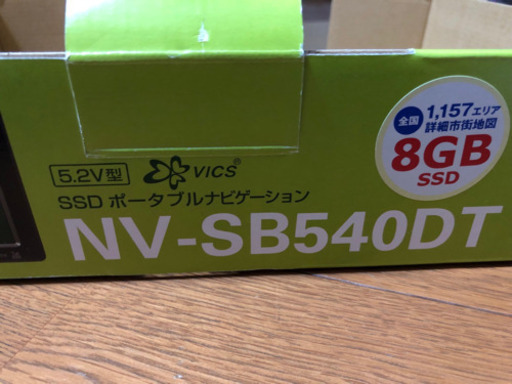 全国
1,157エリア
詳細市街地図
8GB
SSD
5.2V型
VICS®
SSD ポータブルナビゲーション
NV-SB540DT